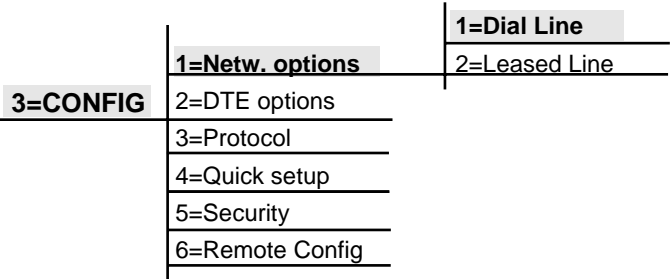 1=Dial Line
1=Netw. options
2=Leased Line
3=CONFIG
2=DTE options
3=Protocol
4=Quick setup
5=Security
6=Remote Config